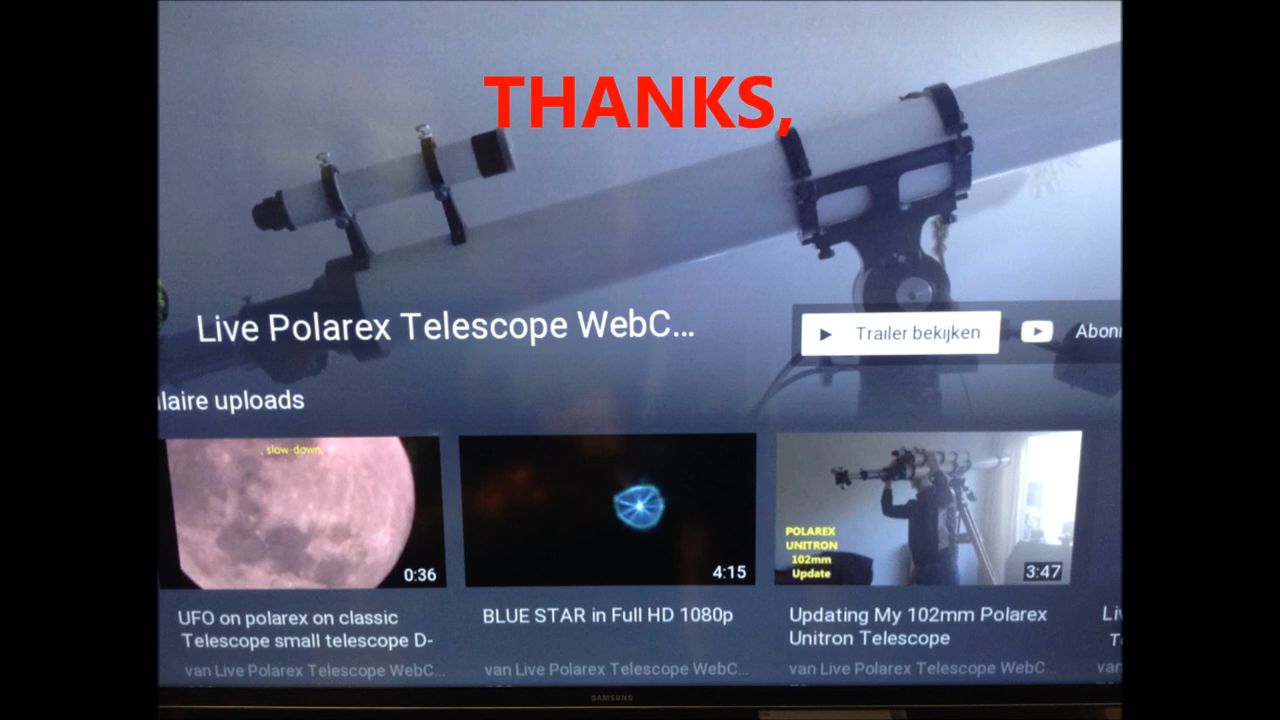 THANKS,
Live Polarex Telescope WebC...
Trailer bekijken
Abon
laire uploads
, slow-down,
0:36
4:15
POLAREX
UNITRON
102mm
Update
3:47
UFO on polarex on classic
Telescope small telescope D-
van Live Polarex Telescope WebC...
BLUE STAR in Full HD 1080p
van Live Polarex Telescope WebC...
Updating My 102mm Polarex
Unitron Telescope
van Live Polarex Telescope WebC...
Li
T
van
SAMSUNG